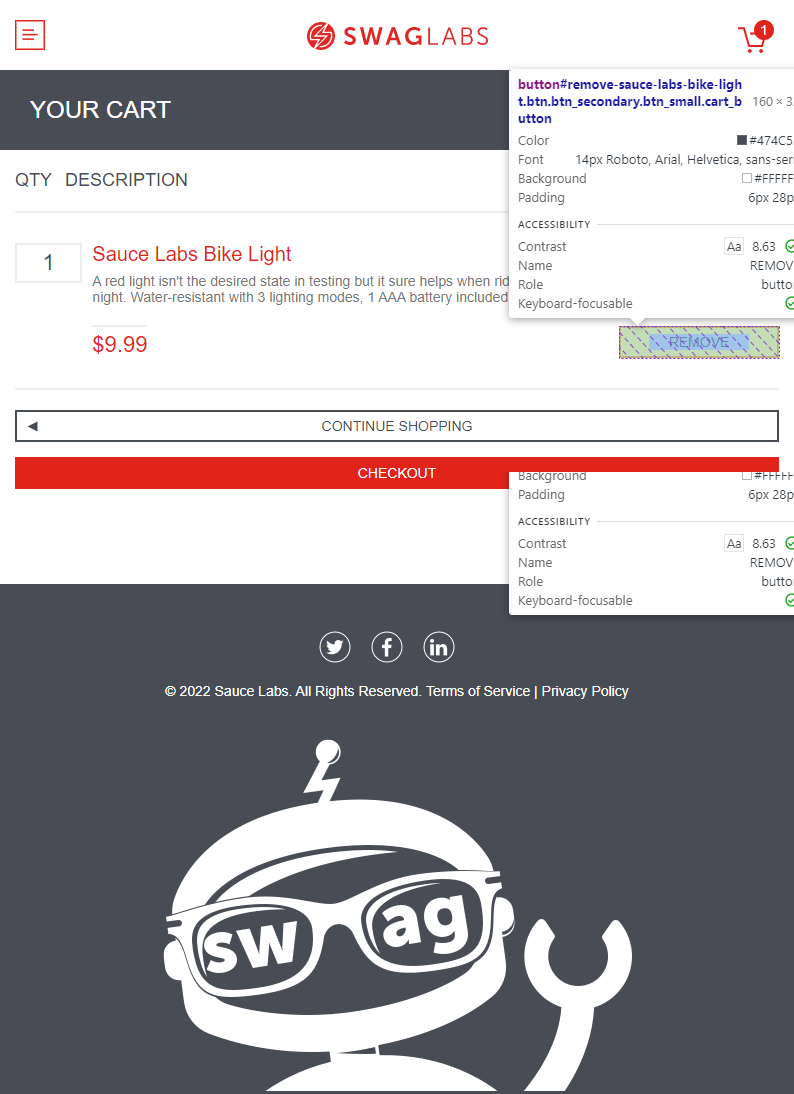 SWAGLABS
1
YOUR CART
button#remove-sauce-labs-bike-ligh
t.btn.btn_secondary.btn_small.cart_b
utton
160 × 3
Color #474C5
Font 14px Roboto, Arial, Helvetica, sans-seri
Background #FFFFF
Padding 6px 28p
ACCESSIBILITY
Contrast Aa 8.63
Name REMOV
Role butto
Keyboard-focusable
QTY DESCRIPTION
1
Sauce Labs Bike Light
A red light isn't the desired state in testing but it sure helps when rid
night. Water-resistant with 3 lighting modes, 1 AAA battery included
$9.99
REMOVE
CONTINUE SHOPPING
CHECKOUT
Background #FFFFF
Padding 6px 28p
ACCESSIBILITY
Contrast Aa 8.63
Name REMOV
Role butto
Keyboard-focusable
© 2022 Sauce Labs. All Rights Reserved. Terms of Service | Privacy Policy
swag